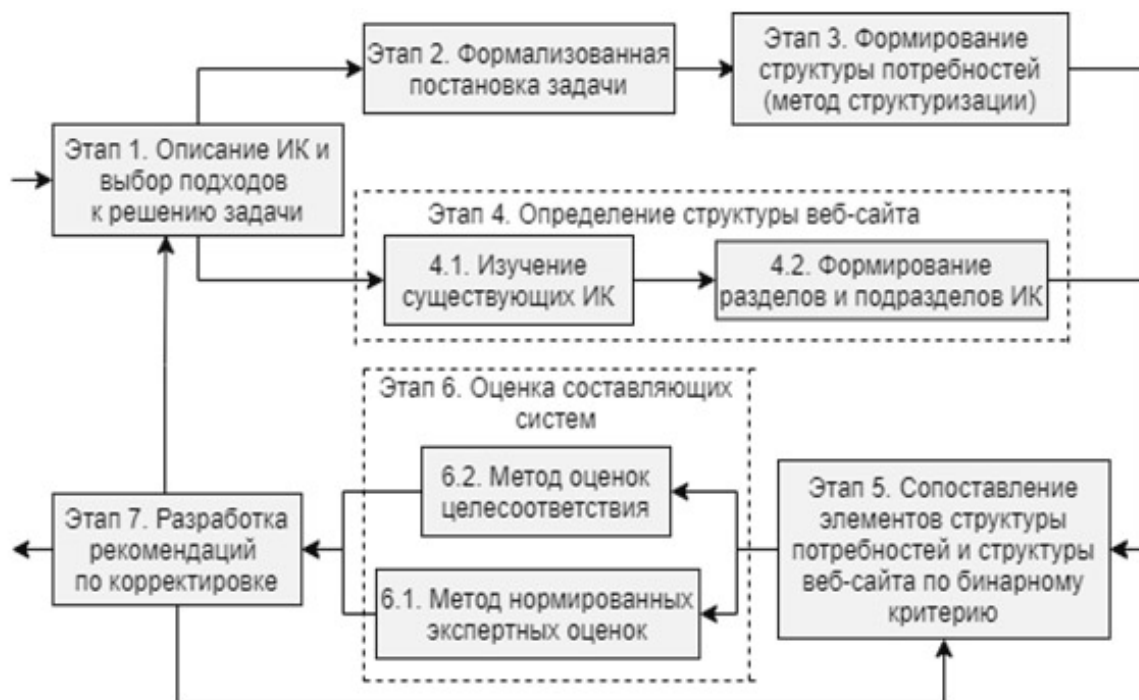 Этап 2. Формализованная
постановка задачи
Этап 3. Формирование
структуры потребностей
(метод структуризации)
Этап 1. Описание ИК и
выбор подходов
к решению задачи
Этап 4. Определение структуры веб-сайта
4.1. Изучение
существующих ИК
4.2. Формирование
разделов и подразделов ИК
Этап 6. Оценка составляющих
систем
6.2. Метод оценок
целесоответствия
6.1. Метод нормированных
экспертных оценок
Этап 5. Сопоставление
элементов структуры
потребностей и структуры
веб-сайта по бинарному
критерию
Этап 7. Разработка
рекомендаций
по корректировке